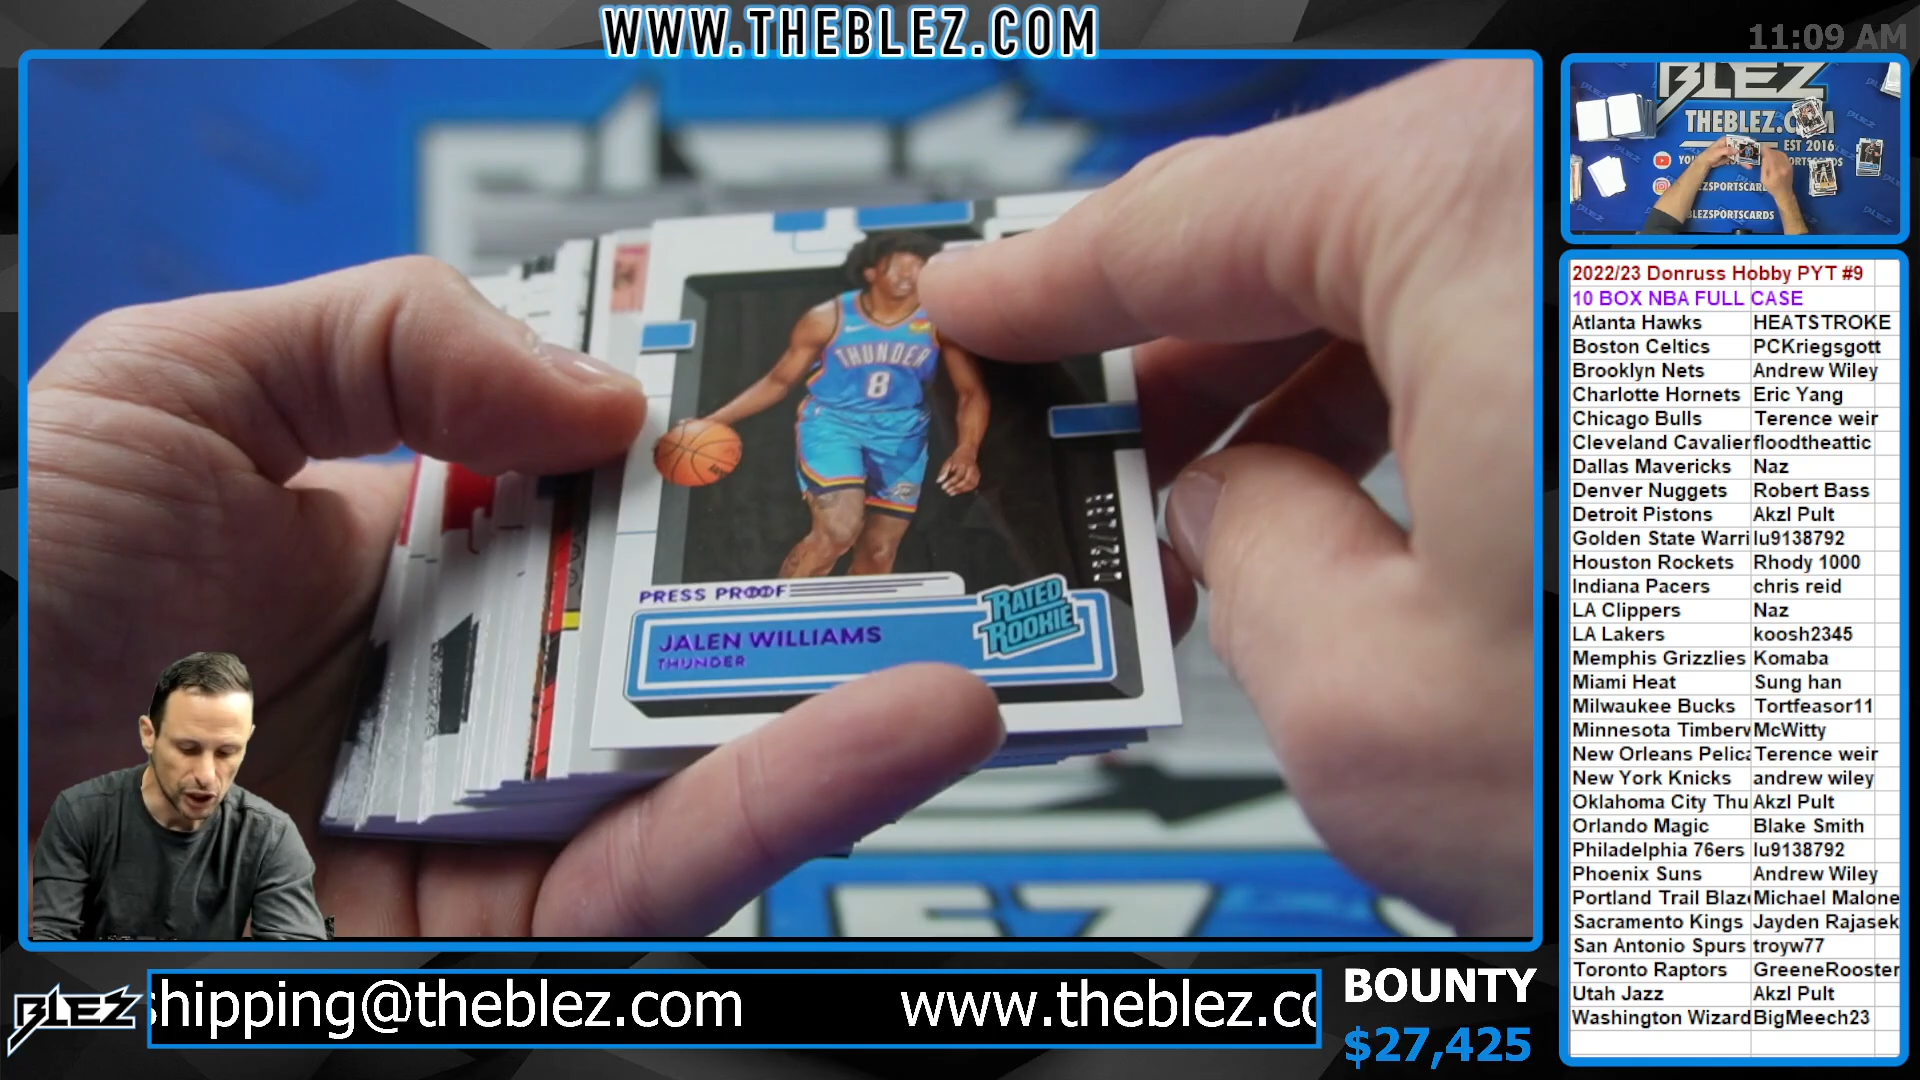 WWW.THEBLEZ.COM
11:09 AM
BLEZ
THEBLEZ.COM
EST 2016
BLEZSPORTSCARDS
2022/23 Donruss Hobby PYT #9
10 BOX NBA FULL CASE
Atlanta Hawks HEATSTROKE
Boston Celtics PCKriegsgott
Brooklyn Nets Andrew Wiley
Charlotte Hornets Eric Yang
Chicago Bulls Terence weir
Cleveland Cavalier floodtheattic
Dallas Mavericks Naz
Denver Nuggets Robert Bass
Detroit Pistons Akzl Pult
Golden State Warri lu9138792
Houston Rockets Rhody 1000
Indiana Pacers chris reid
LA Clippers Naz
LA Lakers koosh2345
Memphis Grizzlies Komaba
Miami Heat Sung han
Milwaukee Bucks Tortfeasor11
Minnesota Timberv McWitty
New Orleans Pelica Terence weir
New York Knicks andrew wiley
Oklahoma City Thu Akzl Pult
Orlando Magic Blake Smith
Philadelphia 76ers lu9138792
Phoenix Suns Andrew Wiley
Portland Trail Blaze Michael Malone
Sacramento Kings Jayden Rajasek
San Antonio Spurs troyw77
Toronto Raptors GreeneRooster
Utah Jazz Akzl Pult
Washington Wizard BigMeech23
THUNDER
8
PRESS PROOF
JALEN WILLIAMS
THUNDER
RATED
ROOKIE
BLEZ
shipping@theblez.com www.theblez.co
BOUNTY
$27,425